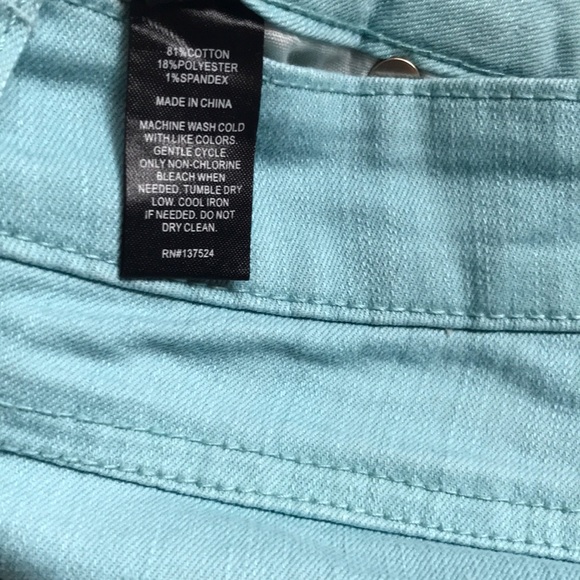 81%COTTON
18%POLYESTER
1%SPANDEX
MADE IN CHINA
MACHINE WASH COLD
WITH LIKE COLORS.
GENTLE CYCLE.
ONLY NON-CHLORINE
BLEACH WHEN
NEEDED. TUMBLE DRY
LOW. COOL IRON
IF NEEDED. DO NOT
DRY CLEAN.
RN#137524